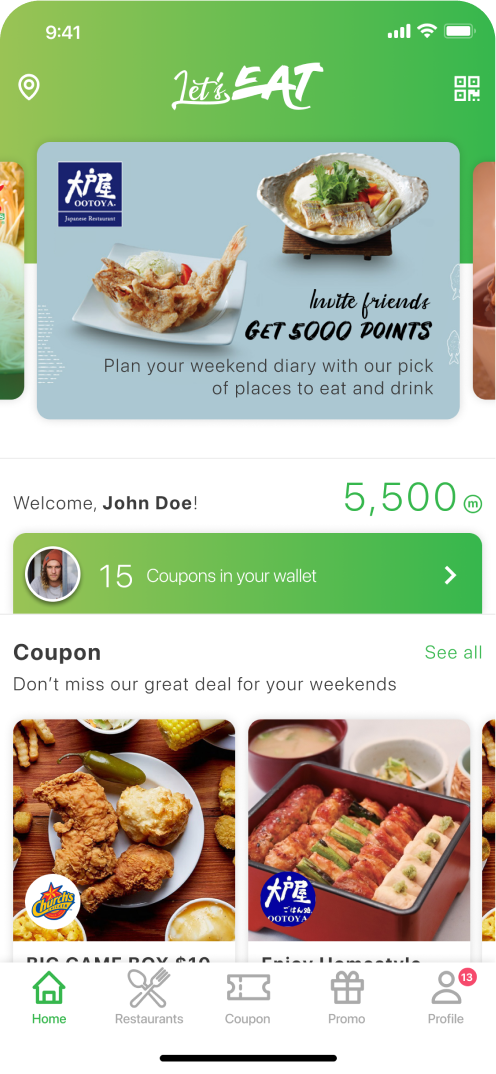 9:41
Let's EAT
大戸屋
OOTOYA.
Japanese Restaurant
Invite friends
GET 5000 POINTS
Plan your weekend diary with our pick
of places to eat and drink
Welcome, John Doe!
5,500 m
15 Coupons in your wallet
Coupon
See all
Don't miss our great deal for your weekends
Church's
大戸屋
ごはん処
OOTOYA
BIG GAME BOX $10
Enjoy Homestyle
13
Home
Restaurants
Coupon
Promo
Profile